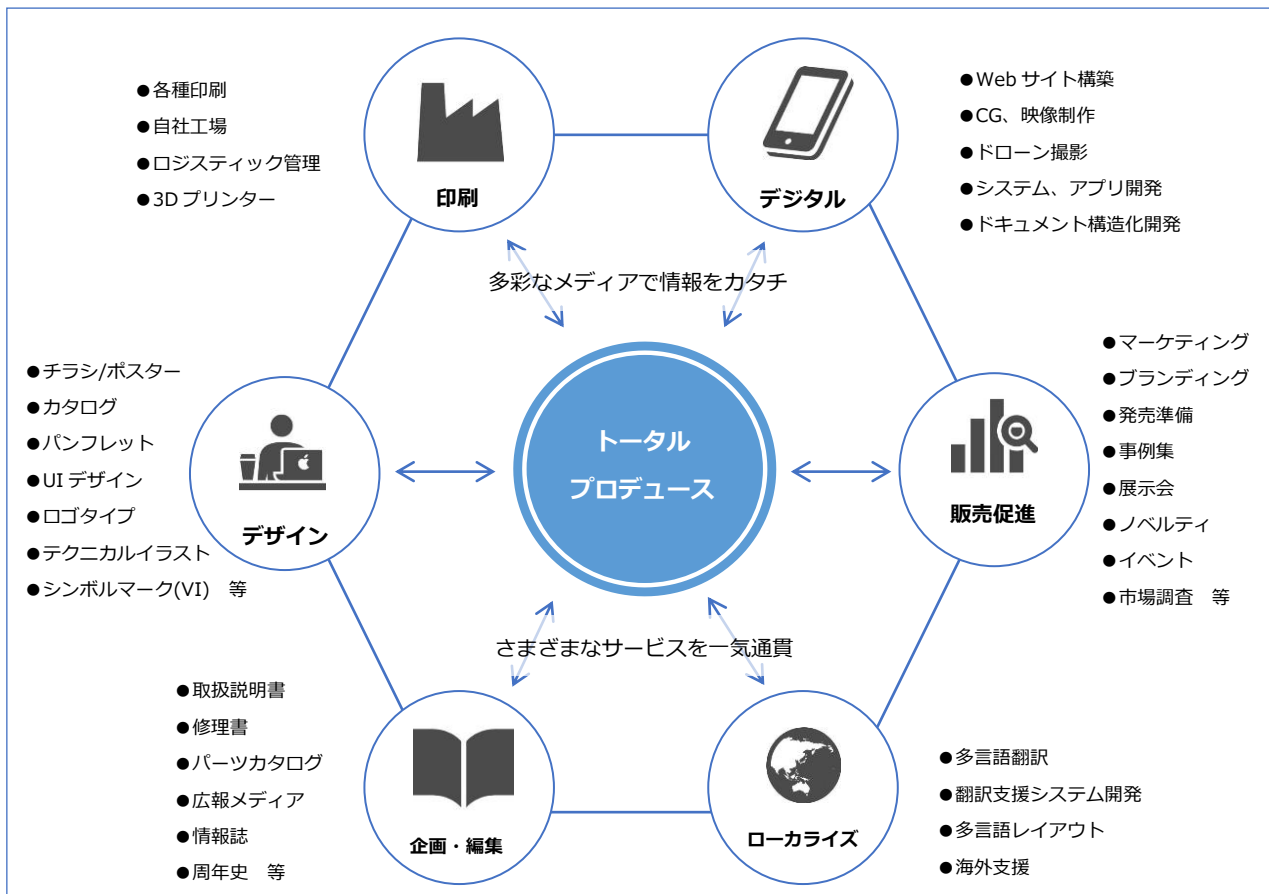 ●各種印刷
●自社工場
●ロジスティック管理
●3D プリンター
印刷
デジタル
●Web サイト構築
●CG、映像制作
●ドローン撮影
●システム、アプリ開発
●ドキュメント構造化開発
多彩なメディアで情報をカタチ
●チラシ/ポスター
●カタログ
●パンフレット
●UI デザイン
●ロゴタイプ
●テクニカルイラスト
●シンボルマーク(VI)　等
デザイン
トータル
プロデュース
販売促進
●マーケティング
●ブランディング
●発売準備
●事例集
●展示会
●ノベルティ
●イベント
●市場調査　等
さまざまなサービスを一気通貫
●取扱説明書
●修理書
●パーツカタログ
●広報メディア
●情報誌
●周年史　等
企画・編集
ローカライズ
●多言語翻訳
●翻訳支援システム開発
●多言語レイアウト
●海外支援